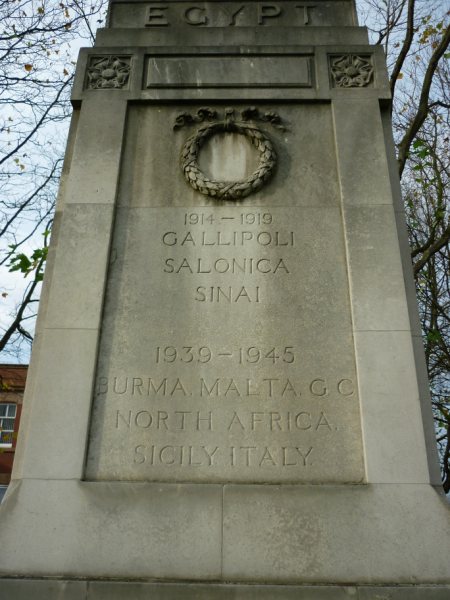 EGYPT
1914 - 1919
GALLIPOLI
SALONICA
SINAI
1939 - 1945
BURMA. MALTA. G.C.
NORTH AFRICA.
SICILY ITALY